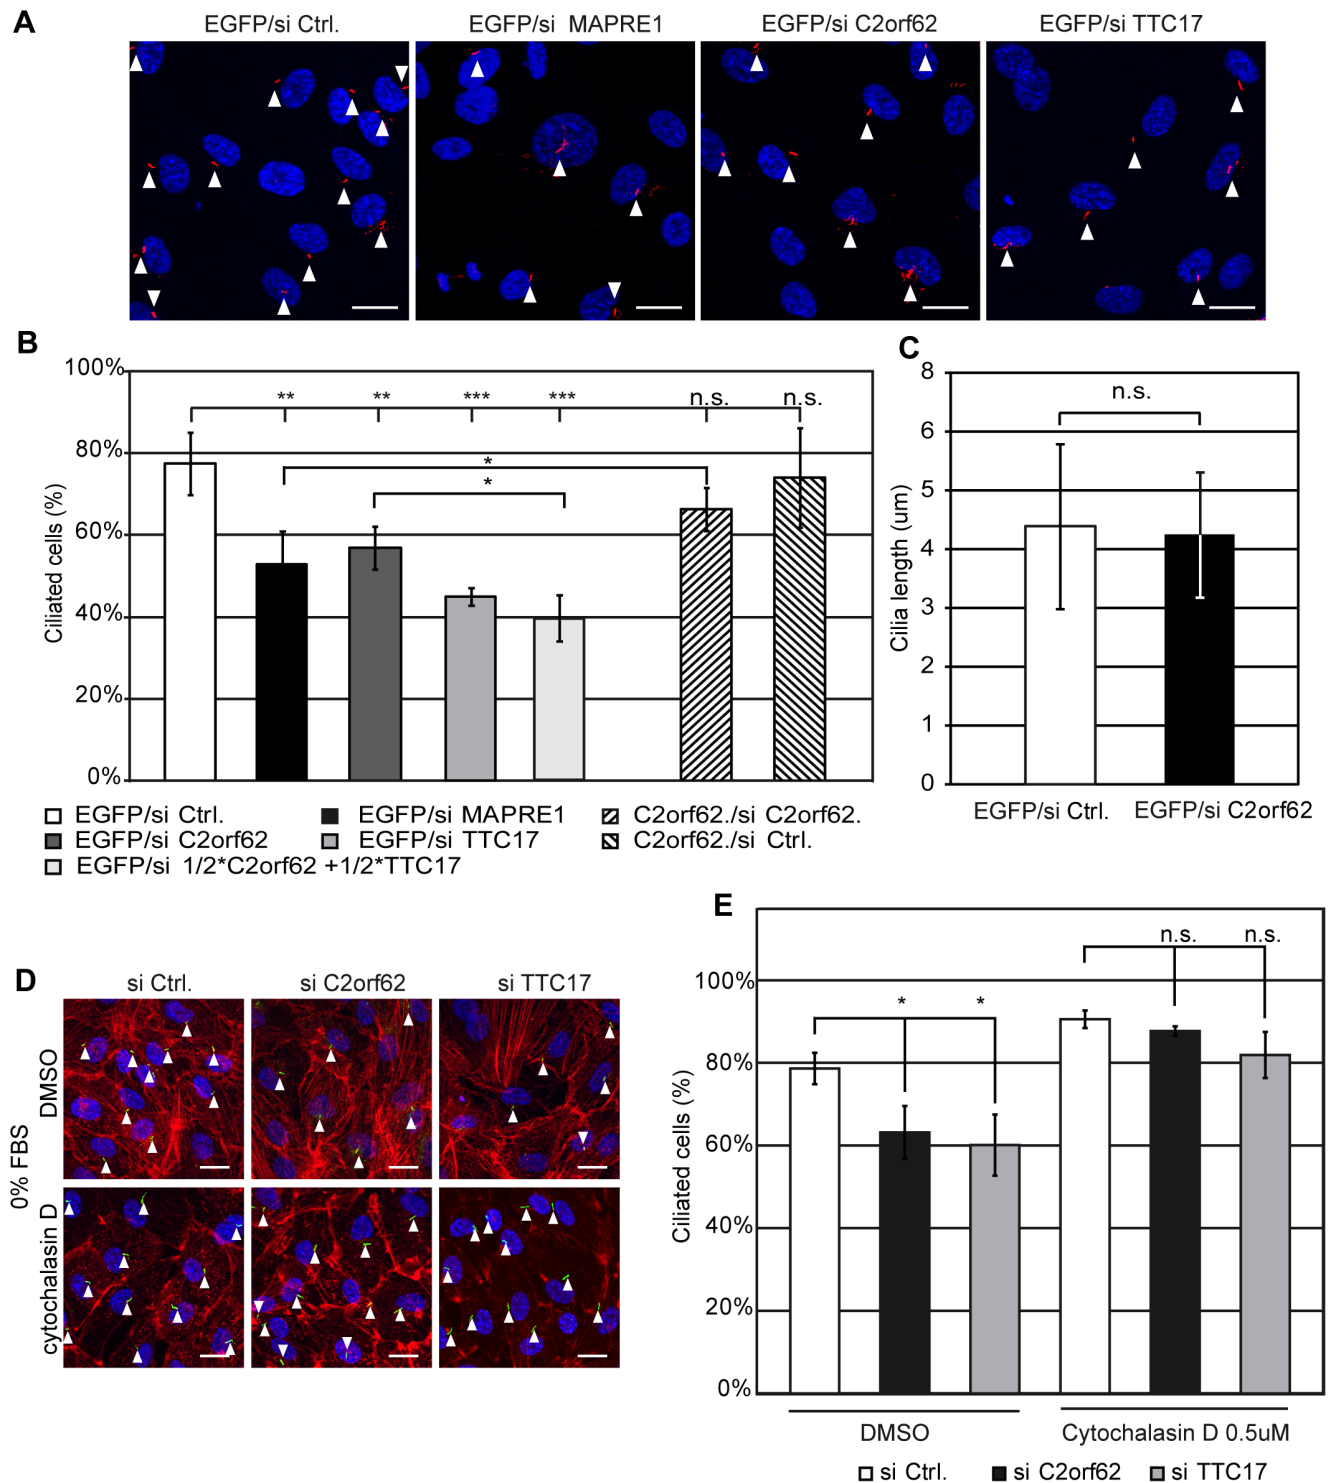 A
EGFP/si Ctrl.
EGFP/si MAPRE1
EGFP/si C2orf62
EGFP/si TTC17
B
100%
80%
60%
40%
20%
0%
Ciliated cells (%)
** ** *** *** n.s. n.s.
*
*
EGFP/si Ctrl.
EGFP/si MAPRE1
C2orf62./si C2orf62.
EGFP/si C2orf62
EGFP/si TTC17
C2orf62./si Ctrl.
EGFP/si 1/2*C2orf62 +1/2*TTC17
C
8
6
5
4
3
2
1
0
Cilia length (um)
n.s.
EGFP/si Ctrl.
EGFP/si C2orf62
D
si Ctrl.
si C2orf62
si TTC17
0% FBS
DMSO
cytochalasin D
E
100%
80%
60%
40%
20%
0%
Ciliated cells (%)
* * n.s. n.s.
DMSO
Cytochalasin D 0.5uM
si Ctrl.
si C2orf62
si TTC17